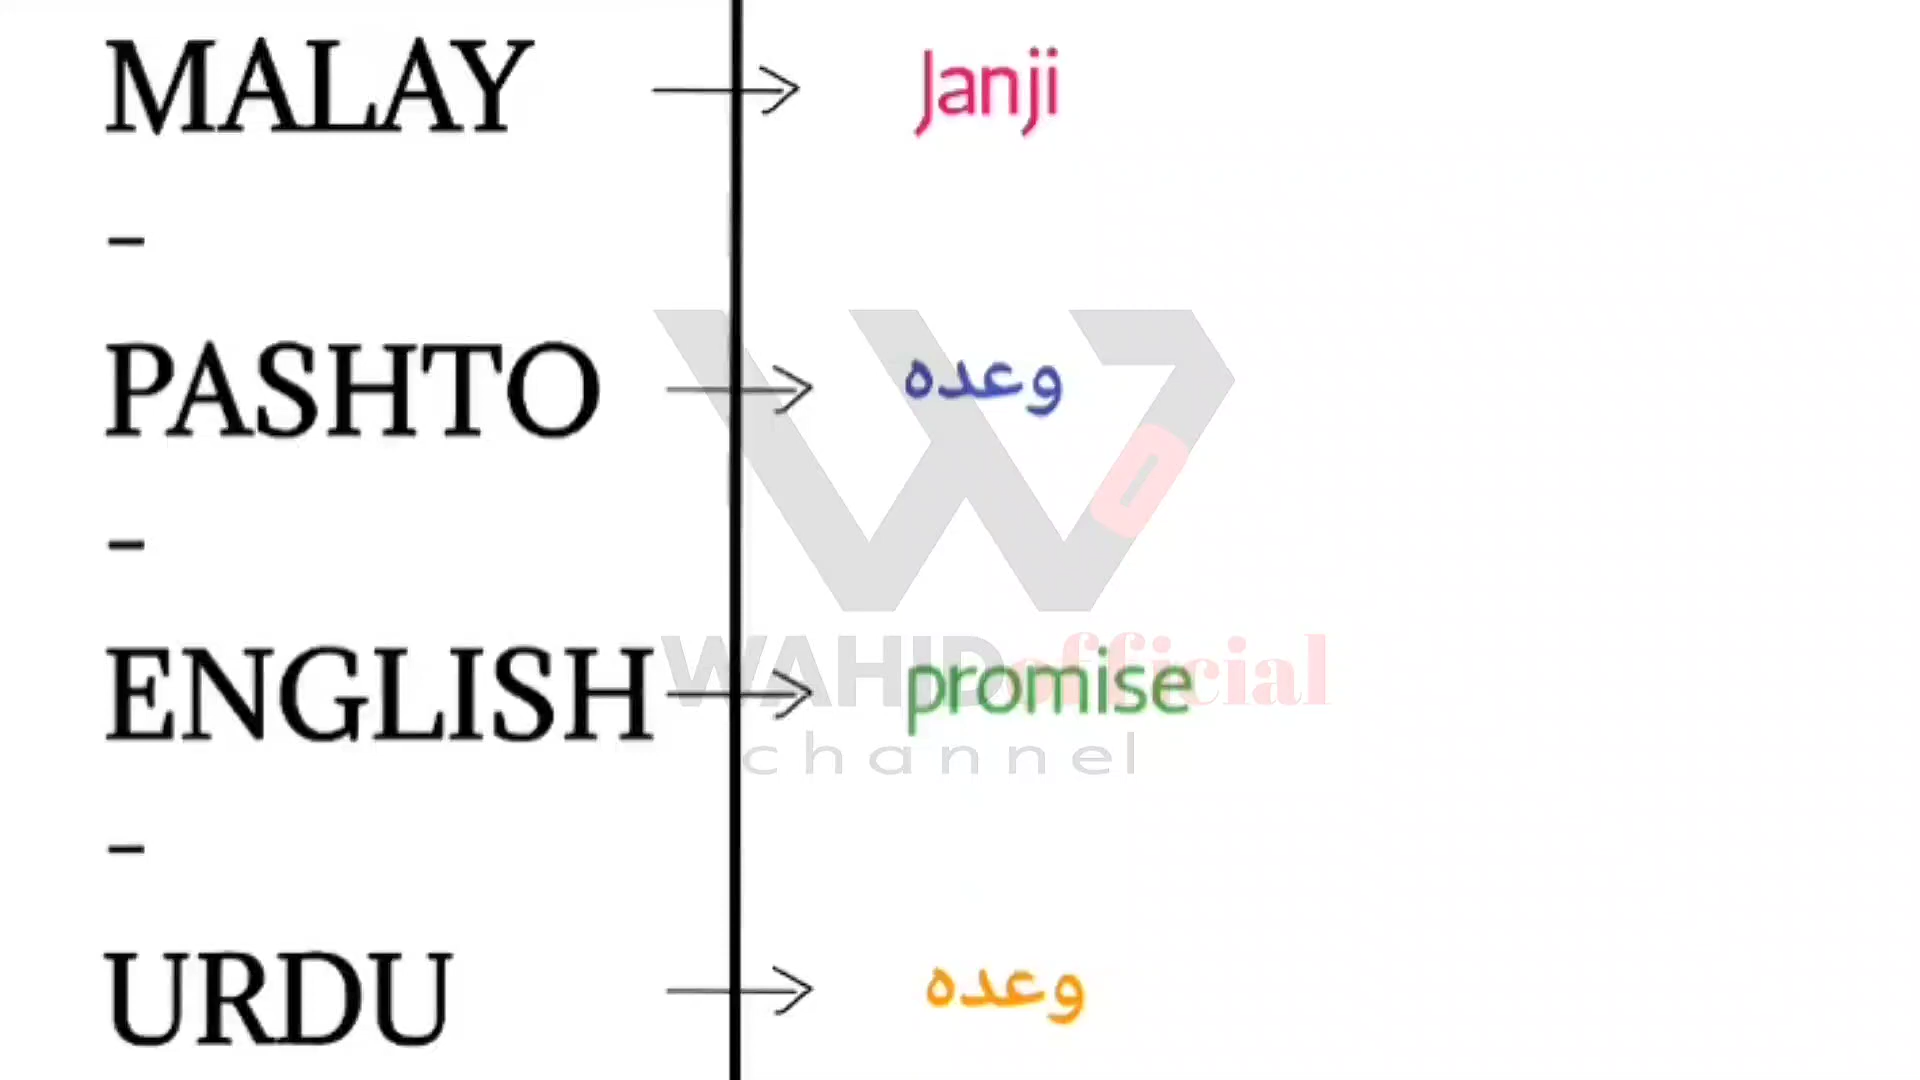 MALAY → Janji
-
PASHTO → وعده
-
ENGLISH → promise
WAHIDofficial
channel
-
URDU → وعده